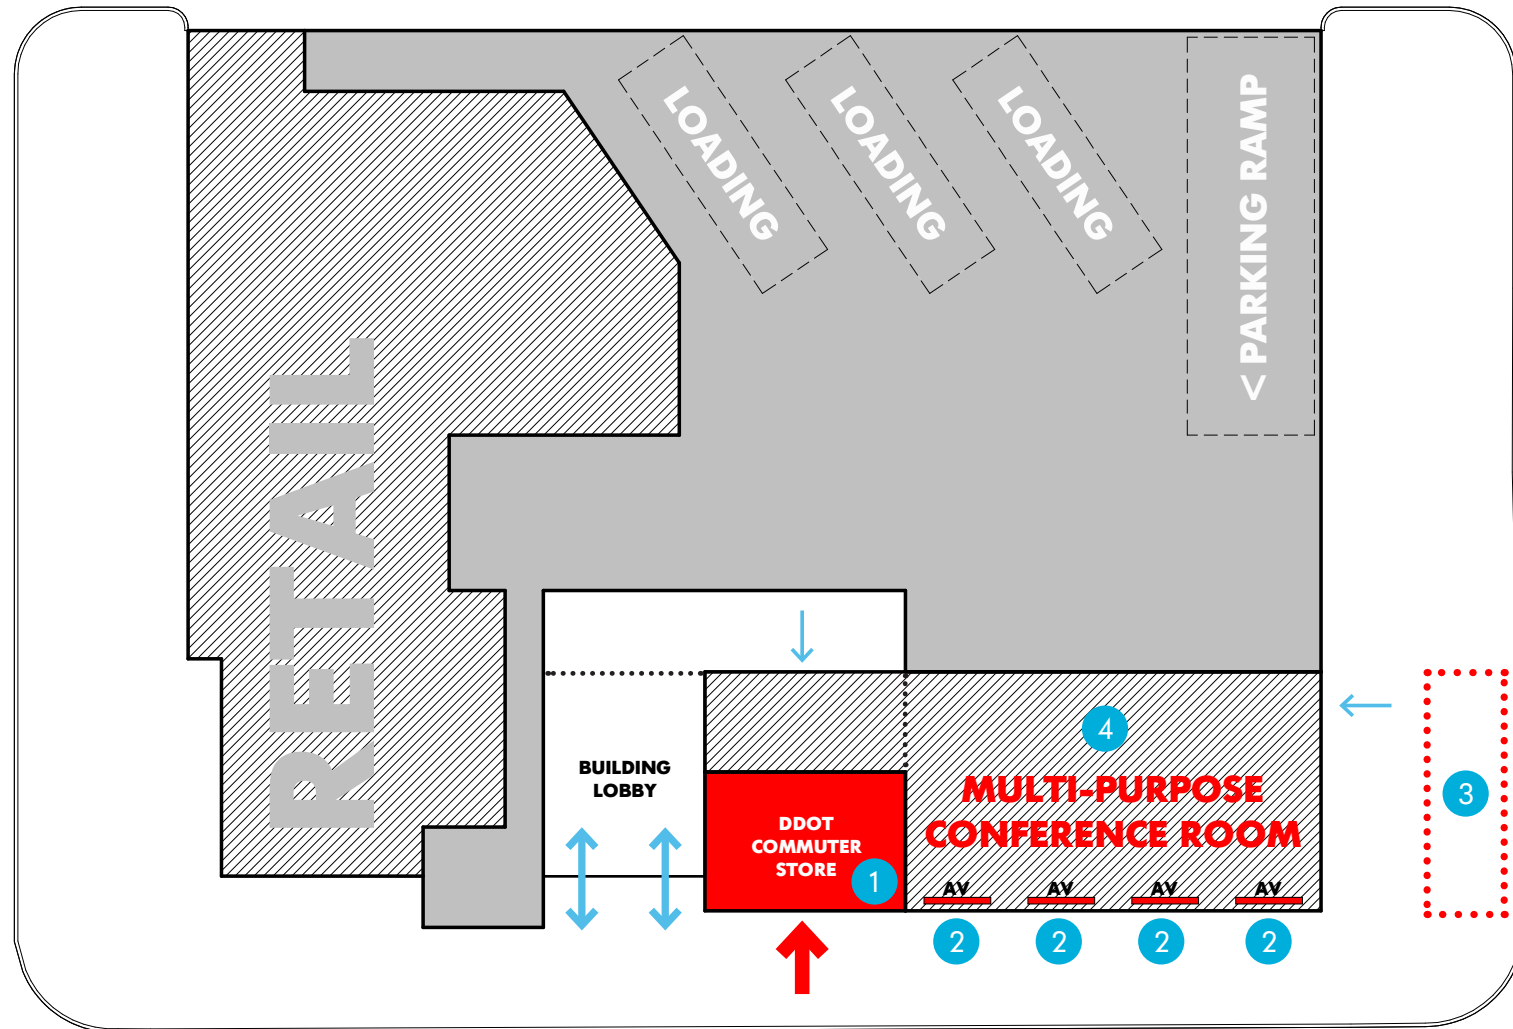 LOADING
LOADING
LOADING
< PARKING RAMP
RETAIL
BUILDING
LOBBY
DDOT
COMMUTER
STORE
1
4
MULTI-PURPOSE
CONFERENCE ROOM
AV
AV
AV
AV
2
2
2
2
3